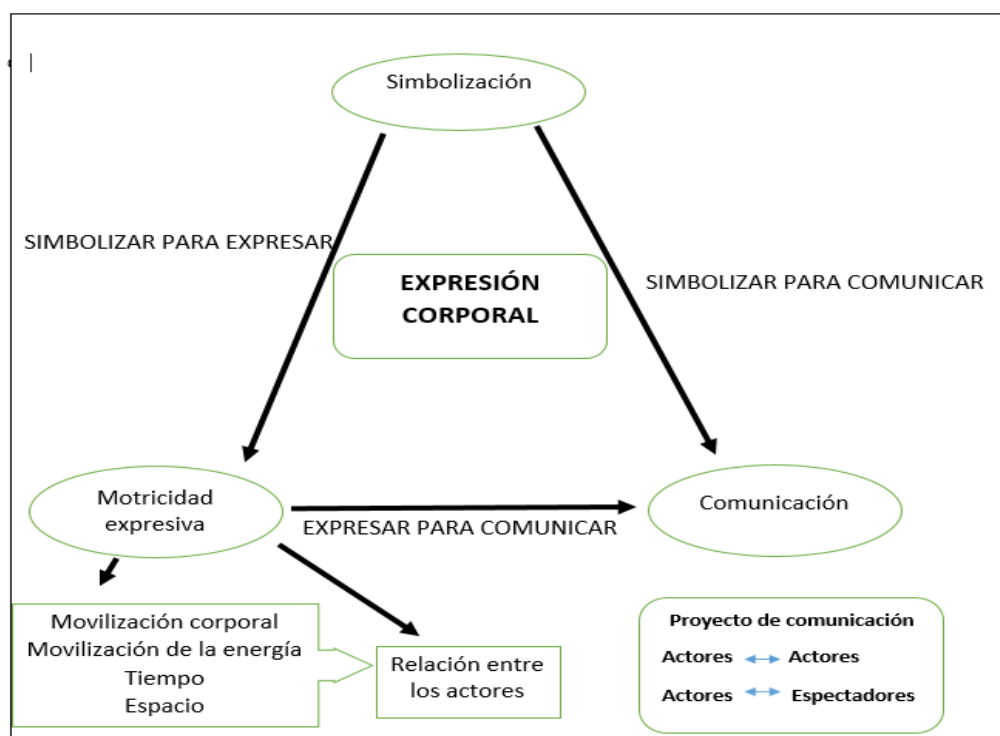 Simbolización
SIMBOLIZAR PARA EXPRESAR
EXPRESIÓN
CORPORAL
SIMBOLIZAR PARA COMUNICAR
Motricidad
expresiva
EXPRESAR PARA COMUNICAR
Comunicación
Movilización corporal
Movilización de la energía
Tiempo
Espacio
Relación entre
los actores
Proyecto de comunicación
Actores Actores
Actores Espectadores